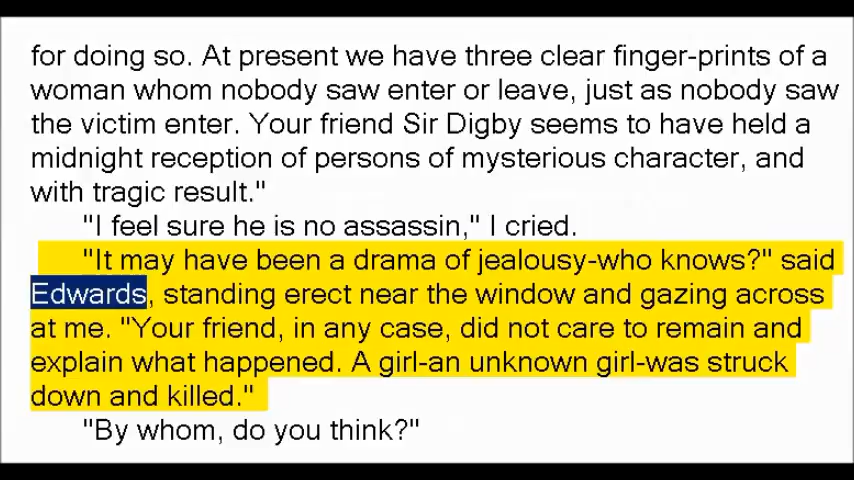 for doing so. At present we have three clear finger-prints of a
woman whom nobody saw enter or leave, just as nobody saw
the victim enter. Your friend Sir Digby seems to have held a
midnight reception of persons of mysterious character, and
with tragic result."
"I feel sure he is no assassin," I cried.
"It may have been a drama of jealousy-who knows?" said
Edwards, standing erect near the window and gazing across
at me. "Your friend, in any case, did not care to remain and
explain what happened. A girl-an unknown girl-was struck
down and killed."
"By whom, do you think?"